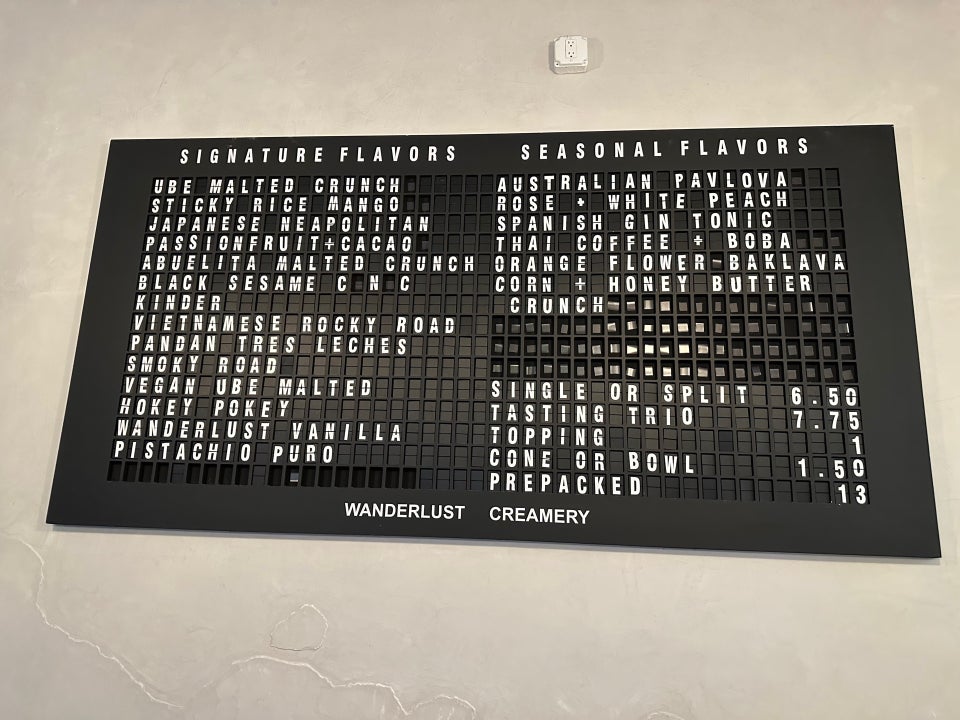 SIGNATURE FLAVORS
UBE MALTED CRUNCH
STICKY RICE MANGO
JAPANESE NEAPOLITAN
PASSIONFRUIT+CACAO
ABUELITA MALTED CRUNCH
BLACK SESAME C N C
KINDER
VIETNAMESE ROCKY ROAD
PANDAN TRES LECHES
SMOKY ROAD
VEGAN UBE MALTED
HOKEY POKEY
WANDERLUST VANILLA
PISTACHIO PURO
SEASONAL FLAVORS
AUSTRALIAN PAVLOVA
ROSE + WHITE PEACH
SPANISH GIN TONIC
THAI COFFEE + BOBA
ORANGE FLOWER BAKLAVA
CORN + HONEY BUTTER
CRUNCH
SINGLE OR SPLIT 6.50
TASTING TRIO 7.75
TOPPING 1
CONE OR BOWL 1.50
PREPACKED 13
WANDERLUST CREAMERY